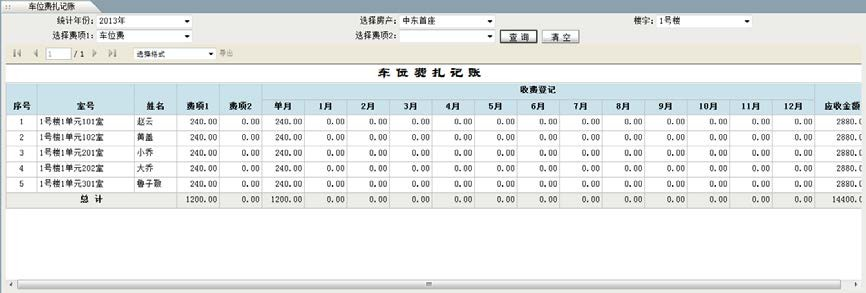 车位费扎记账
统计年份: 2013年 选择房产: 申东首座 楼宇: 1号楼
选择费项1: 车位费 选择费项2: 查 询 清 空
1 / 1 选择格式 导出
车 位 费 扎 记 账
收费登记
序号 室号 姓名 费项1 费项2 单月 1月 2月 3月 4月 5月 6月 7月 8月 9月 10月 11月 12月 应收金额
1 1号楼1单元101室 赵云 240.00 0.00 240.00 0.00 0.00 0.00 0.00 0.00 0.00 0.00 0.00 0.00 0.00 0.00 0.00 2880.0
2 1号楼1单元102室 黄盖 240.00 0.00 240.00 0.00 0.00 0.00 0.00 0.00 0.00 0.00 0.00 0.00 0.00 0.00 0.00 2880.0
3 1号楼1单元201室 小乔 240.00 0.00 240.00 0.00 0.00 0.00 0.00 0.00 0.00 0.00 0.00 0.00 0.00 0.00 0.00 2880.0
4 1号楼1单元202室 大乔 240.00 0.00 240.00 0.00 0.00 0.00 0.00 0.00 0.00 0.00 0.00 0.00 0.00 0.00 0.00 2880.0
5 1号楼1单元301室 鲁子敬 240.00 0.00 240.00 0.00 0.00 0.00 0.00 0.00 0.00 0.00 0.00 0.00 0.00 0.00 0.00 2880.0
总 计 1200.00 0.00 1200.00 0.00 0.00 0.00 0.00 0.00 0.00 0.00 0.00 0.00 0.00 0.00 0.00 14400.0